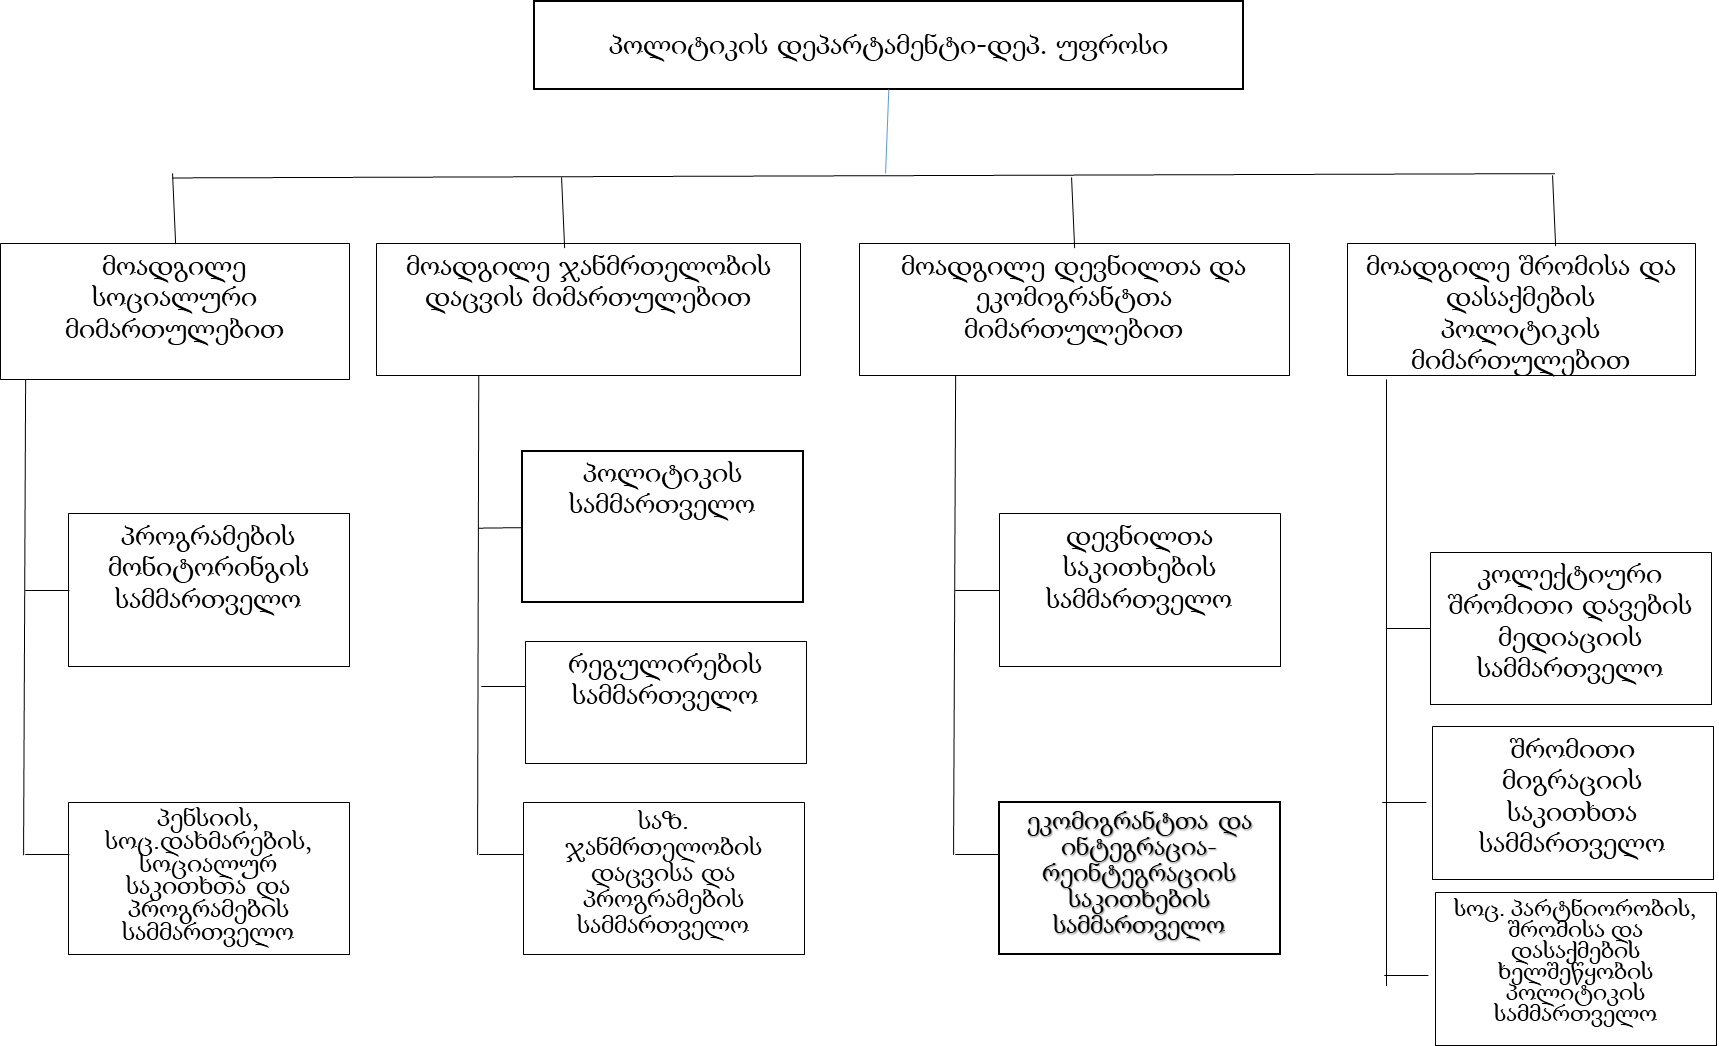 პოლიტიკის დეპარტამენტი-დეპ. უფროსი
მოადგილე
სოციალური
მიმართულებით
მოადგილე ჯანმრთელობის
დაცვის მიმართულებით
მოადგილე დევნილთა და
ეკომიგრანტთა
მიმართულებით
მოადგილე შრომისა და
დასაქმების
პოლიტიკის
მიმართულებით
პროგრამების
მონიტორინგის
სამმართველო
პენსიის,
სოც.დახმარების,
სოციალურ
საკითხთა და
პროგრამების
სამმართველო
პოლიტიკის
სამმართველო
რეგულირების
სამმართველო
საზ.
ჯანმრთელობის
დაცვისა და
პროგრამების
სამმართველო
დევნილთა
საკითხების
სამმართველო
ეკომიგრანტთა და
ინტეგრაცია-
რეინტეგრაციის
საკითხების
სამმართველო
კოლექტიური
შრომითი დავების
მედიაციის
სამმართველო
შრომითი
მიგრაციის
საკითხთა
სამმართველო
სოც. პარტნიორობის,
შრომისა და
დასაქმების
ხელშეწყობის
პოლიტიკის
სამმართველო